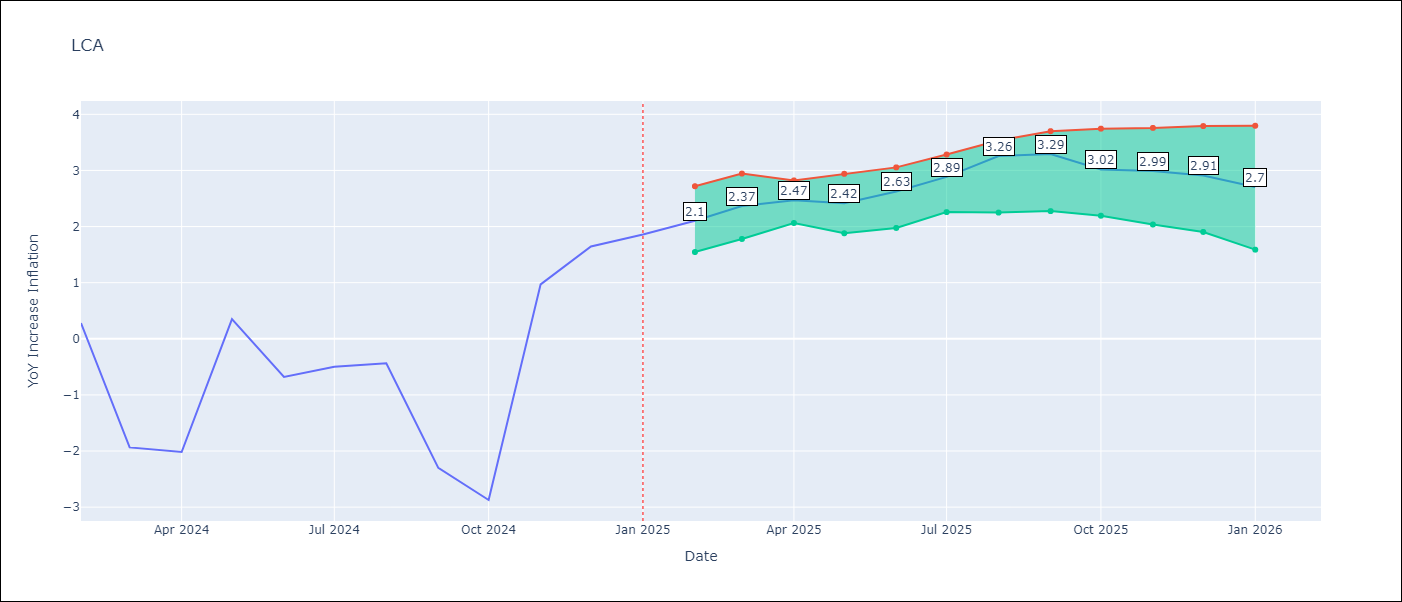 LCA
YoY Increase Inflation
4
3
2
1
0
−1
−2
−3
2.1
2.37
2.47
2.42
2.63
2.89
3.26
3.29
3.02
2.99
2.91
2.7
Apr 2024
Jul 2024
Oct 2024
Jan 2025
Apr 2025
Jul 2025
Oct 2025
Jan 2026
Date